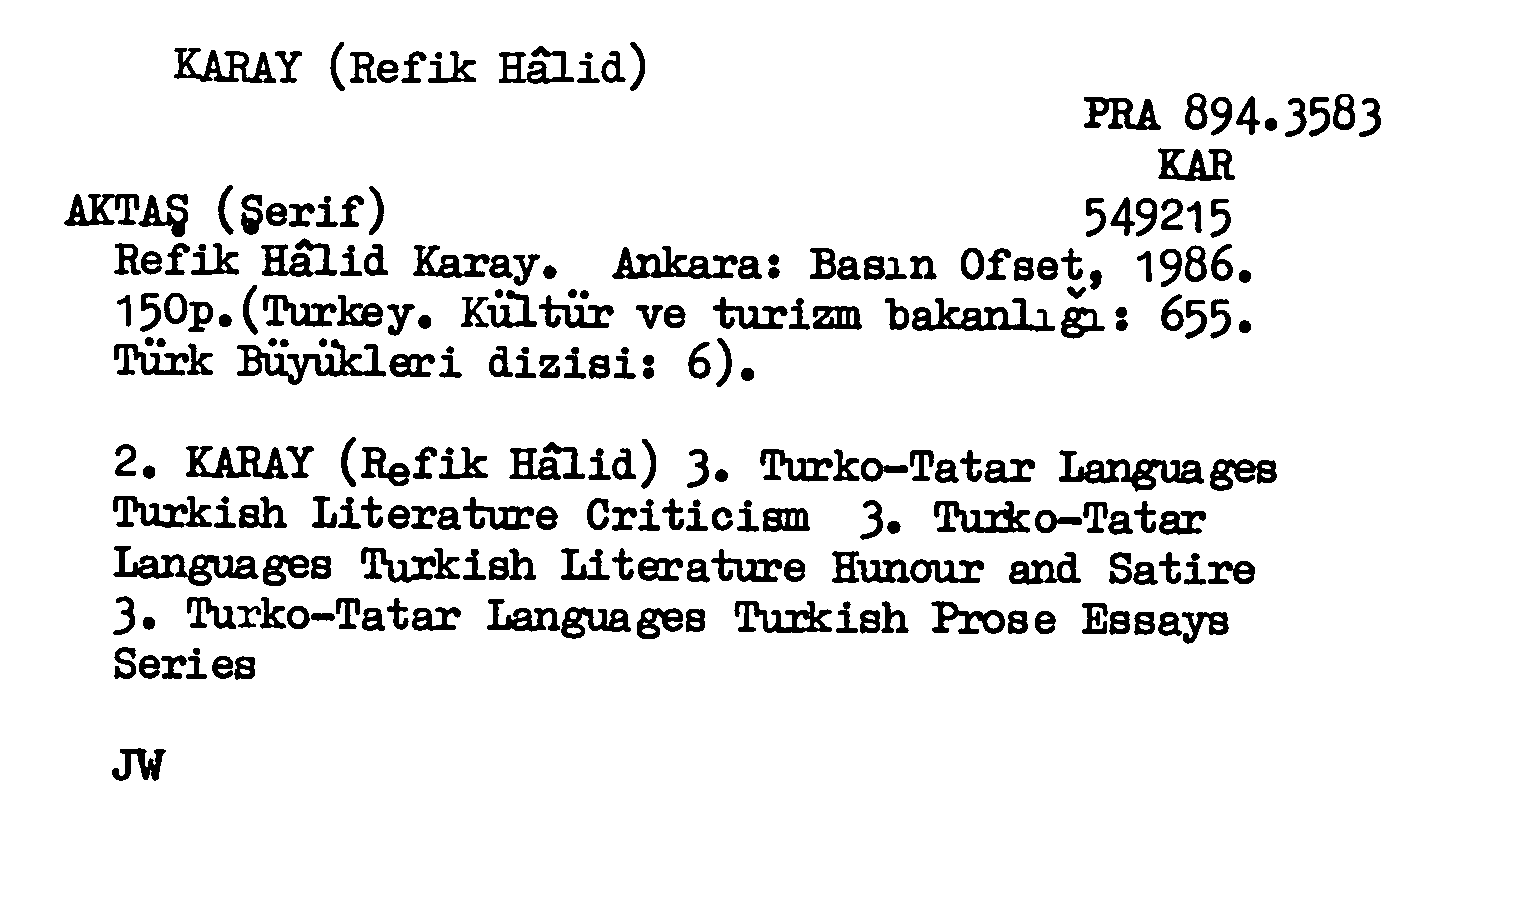 KARAY (Refik Hâlid)
PRA 894.3583
KAR
AKTAŞ (Şerif) 549215
Refik Hâlid Karay. Ankara: Basın Ofset, 1986.
150p.(Turkey. Kültür ve turizm bakanlığı: 655.
Türk Büyükleri dizisi: 6).
2. KARAY (Refik Hâlid) 3. Turko-Tatar Languages
Turkish Literature Criticism 3. Turko-Tatar
Languages Turkish Literature Hunour and Satire
3. Turko-Tatar Languages Turkish Prose Essays
Series
JW